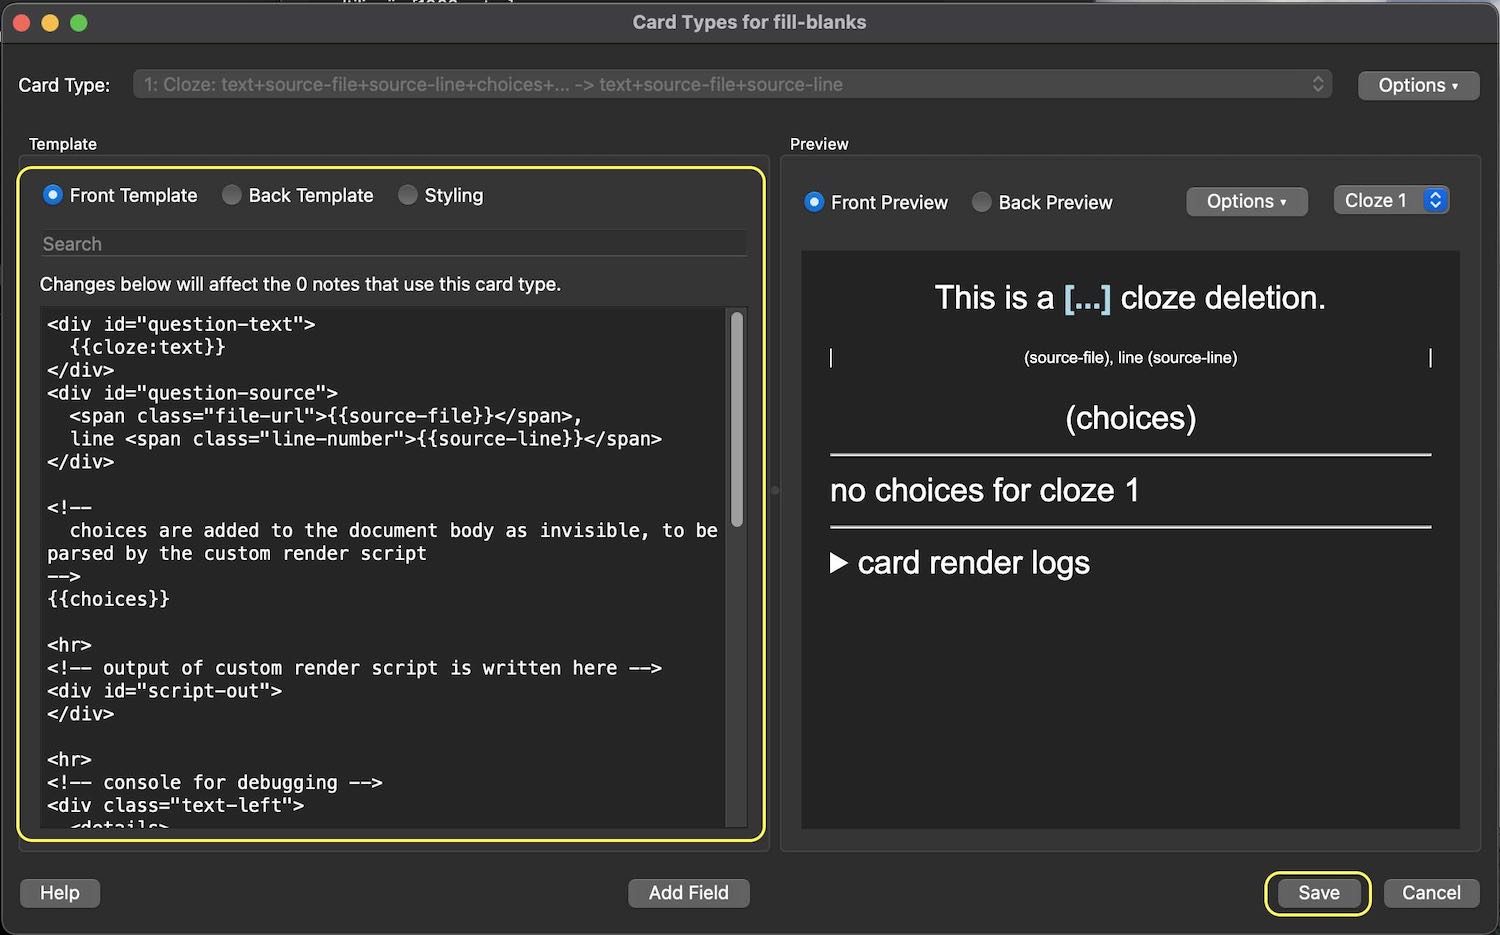 Card Types for fill-blanks
Card Type:
1: Cloze: text+source-file+source-line+choices+... -> text+source-file+source-line
Options
Template
Front Template
Back Template
Styling
Search
Changes below will affect the 0 notes that use this card type.
<div id="question-text">
{{cloze:text}}
</div>
<div id="question-source">
<span class="file-url">{{source-file}}</span>,
line <span class="line-number">{{source-line}}</span>
</div>
<!--
choices are added to the document body as invisible, to be
parsed by the custom render script
-->
{{choices}}
<hr>
<!-- output of custom render script is written here -->
<div id="script-out">
</div>
<hr>
<!-- console for debugging -->
<div class="text-left">
<details>
Preview
Front Preview
Back Preview
Options
Cloze 1
This is a [...] cloze deletion.
(source-file), line (source-line)
(choices)
no choices for cloze 1
card render logs
Help
Add Field
Save
Cancel